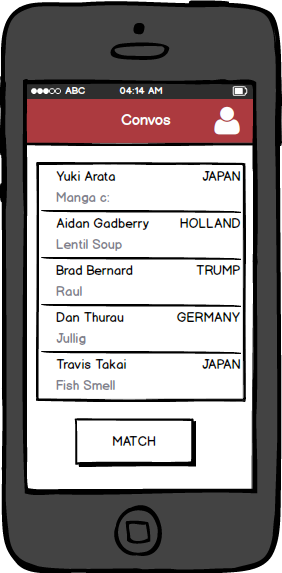 ABC 04:14 AM
Convos
Yuki Arata JAPAN
Manga c:
Aidan Gadberry HOLLAND
Lentil Soup
Brad Bernard TRUMP
Raul
Dan Thurau GERMANY
Jullig
Travis Takai JAPAN
Fish Smell
MATCH